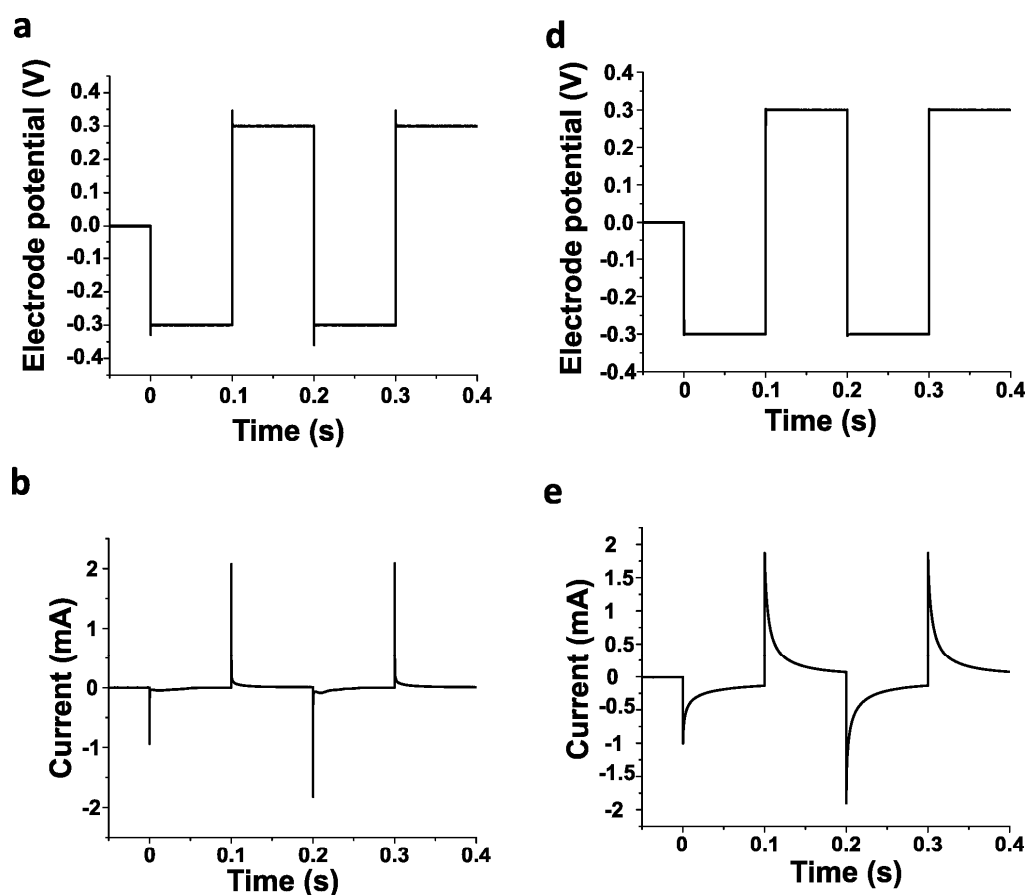 a
Electrode potential (V)
0.4
0.3
0.2
0.1
0.0
-0.1
-0.2
-0.3
-0.4
0 0.1 0.2 0.3 0.4
Time (s)
d
Electrode potential (V)
0.4
0.3
0.2
0.1
0.0
-0.1
-0.2
-0.3
-0.4
0 0.1 0.2 0.3 0.4
Time (s)
b
Current (mA)
2
1
0
-1
-2
0 0.1 0.2 0.3 0.4
Time (s)
e
Current (mA)
2
1.5
1
0.5
0
-0.5
-1
-1.5
-2
0 0.1 0.2 0.3 0.4
Time (s)